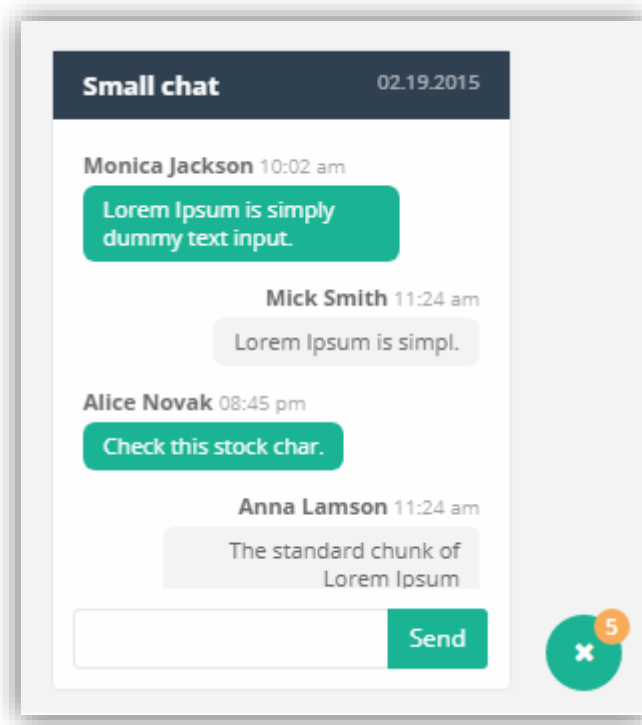 Small chat 02.19.2015
Monica Jackson 10:02 am
Lorem Ipsum is simply
dummy text input.
Mick Smith 11:24 am
Lorem Ipsum is simpl.
Alice Novak 08:45 pm
Check this stock char.
Anna Lamson 11:24 am
The standard chunk of
Lorem Ipsum
Send
5